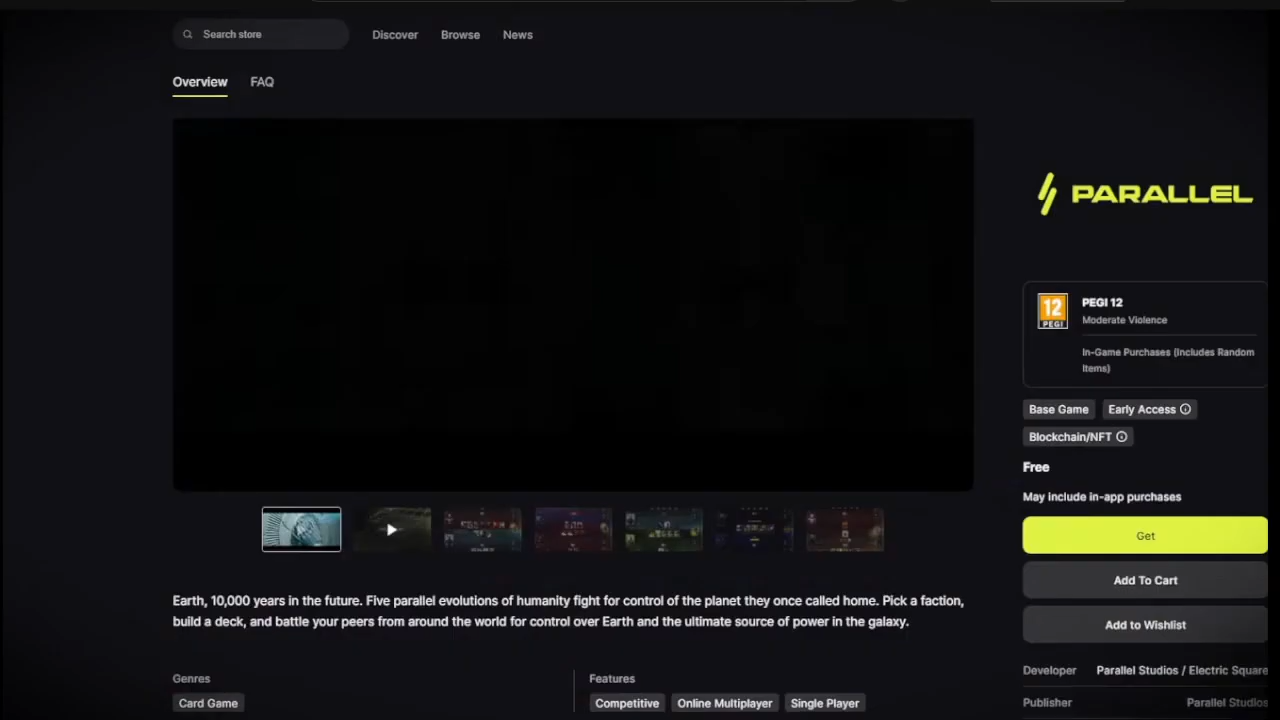 Search store
Discover
Browse
News
Overview
FAQ
PARALLEL
12
PEGI
PEGI 12
Moderate Violence
In-Game Purchases (Includes Random
Items)
Base Game
Early Access
Blockchain/NFT
Free
May include in-app purchases
Get
Add To Cart
Add to Wishlist
Earth, 10,000 years in the future. Five parallel evolutions of humanity fight for control of the planet they once called home. Pick a faction,
build a deck, and battle your peers from around the world for control over Earth and the ultimate source of power in the galaxy.
Developer
Parallel Studios / Electric Square
Genres
Features
Card Game
Competitive
Online Multiplayer
Single Player
Publisher
Parallel Studios